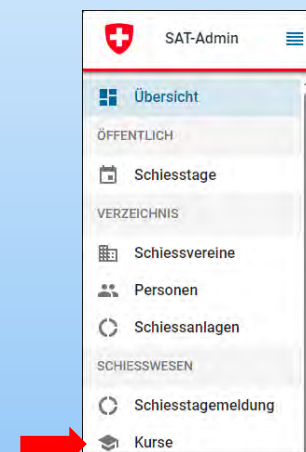 SAT-Admin
Übersicht
ÖFFENTLICH
Schiesstage
VERZEICHNIS
Schiessvereine
Personen
Schiessanlagen
SCHIESSWESEN
Schiesstagemeldung
Kurse